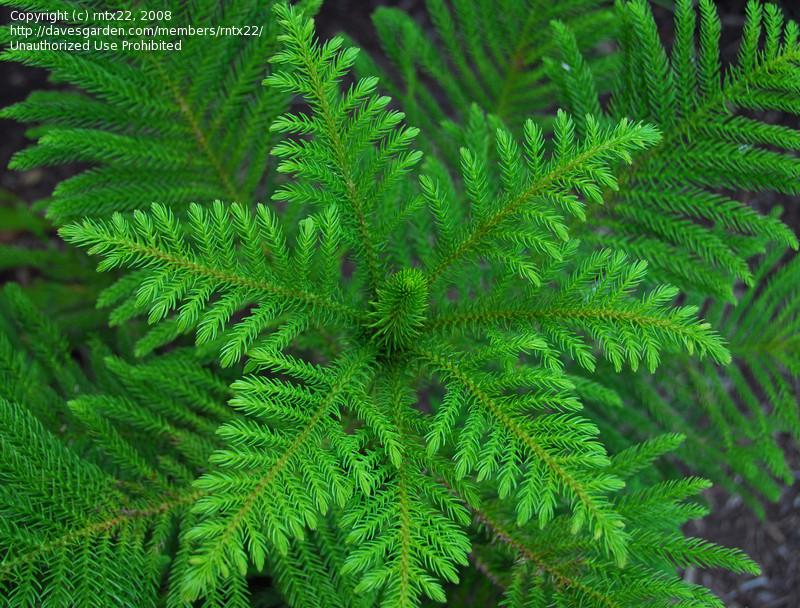 Copyright (c) rntx22, 2008
http://davesgarden.com/members/rntx22/
Unauthorized Use Prohibited